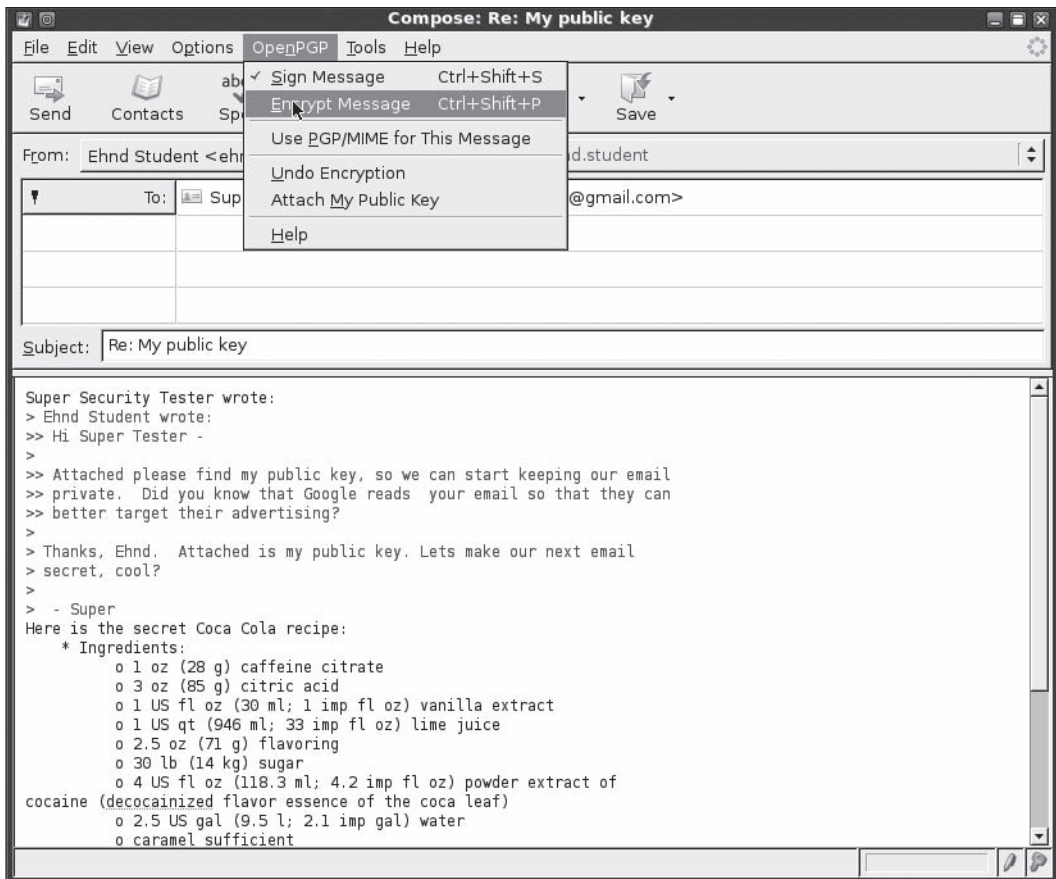 Compose: Re: My public key
File Edit View Options OpenPGP Tools Help
Send Contacts Save
✓ Sign Message Ctrl+Shift+S
Encrypt Message Ctrl+Shift+P
Use PGP/MIME for This Message
Undo Encryption
Attach My Public Key
Help
From: Ehnd Student
To: @gmail.com>
Subject: Re: My public key
Super Security Tester wrote:
> Ehnd Student wrote:
>> Hi Super Tester -
>
>> Attached please find my public key, so we can start keeping our email
>> private.  Did you know that Google reads  your email so that they can
>> better target their advertising?
>
> Thanks, Ehnd.  Attached is my public key. Lets make our next email
> secret, cool?
>
>  - Super
Here is the secret Coca Cola recipe:
* Ingredients:
o 1 oz (28 g) caffeine citrate
o 3 oz (85 g) citric acid
o 1 US fl oz (30 ml; 1 imp fl oz) vanilla extract
o 1 US qt (946 ml; 33 imp fl oz) lime juice
o 2.5 oz (71 g) flavoring
o 30 lb (14 kg) sugar
o 4 US fl oz (118.3 ml; 4.2 imp fl oz) powder extract of
cocaine (decocainized flavor essence of the coca leaf)
o 2.5 US gal (9.5 l; 2.1 imp gal) water
o caramel sufficient